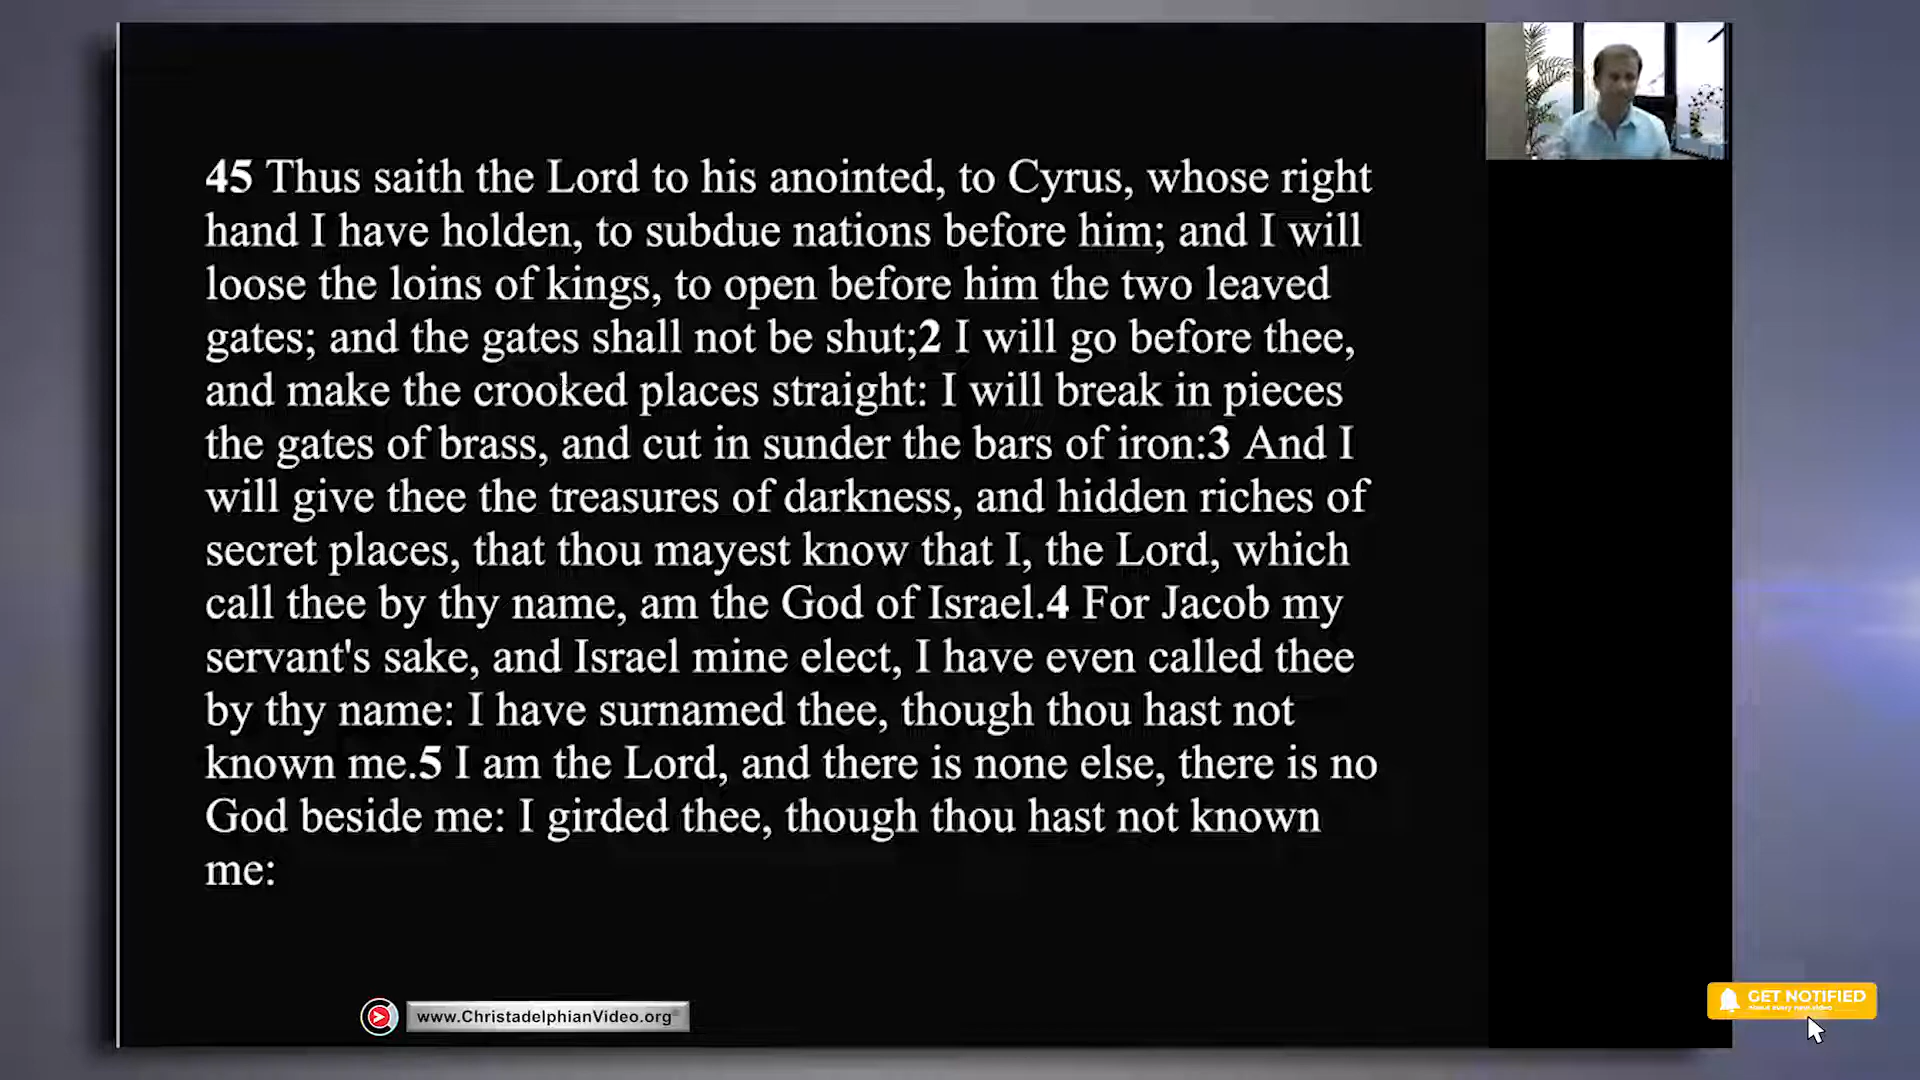 45 Thus saith the Lord to his anointed, to Cyrus, whose right
hand I have holden, to subdue nations before him; and I will
loose the loins of kings, to open before him the two leaved
gates; and the gates shall not be shut;2 I will go before thee,
and make the crooked places straight: I will break in pieces
the gates of brass, and cut in sunder the bars of iron:3 And I
will give thee the treasures of darkness, and hidden riches of
secret places, that thou mayest know that I, the Lord, which
call thee by thy name, am the God of Israel.4 For Jacob my
servant's sake, and Israel mine elect, I have even called thee
by thy name: I have surnamed thee, though thou hast not
known me.5 I am the Lord, and there is none else, there is no
God beside me: I girded thee, though thou hast not known
me:
www.ChristadelphianVideo.org
GET NOTIFIED
About every new video